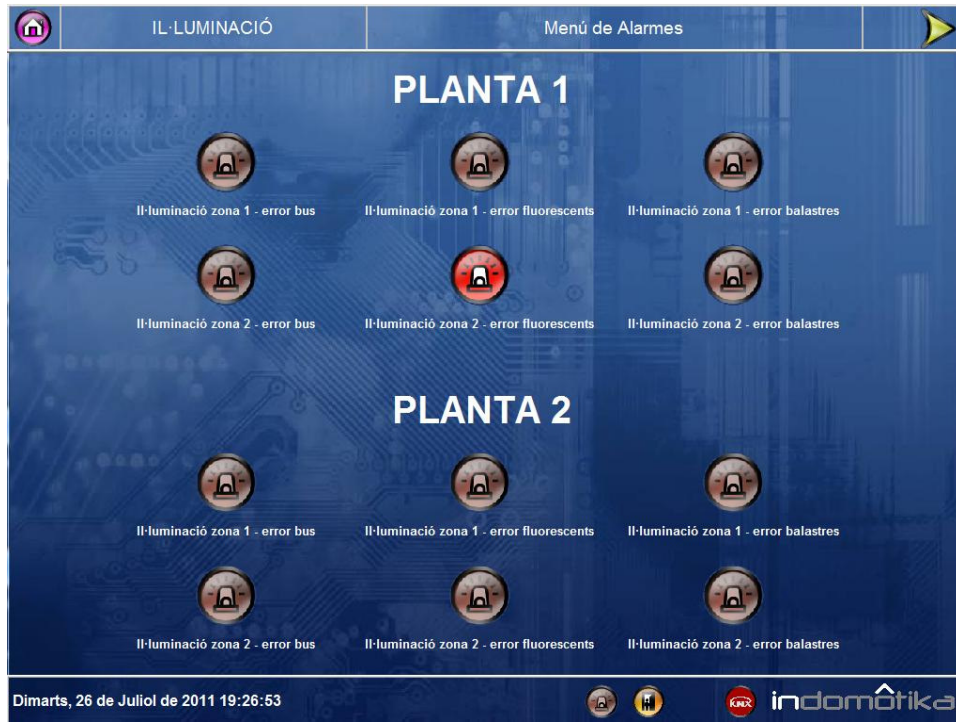 IL·LUMINACIÓ
Menú de Alarmes
PLANTA 1
Il·luminació zona 1 - error bus
Il·luminació zona 1 - error fluorescents
Il·luminació zona 1 - error balastres
Il·luminació zona 2 - error bus
Il·luminació zona 2 - error fluorescents
Il·luminació zona 2 - error balastres
PLANTA 2
Il·luminació zona 1 - error bus
Il·luminació zona 1 - error fluorescents
Il·luminació zona 1 - error balastres
Il·luminació zona 2 - error bus
Il·luminació zona 2 - error fluorescents
Il·luminació zona 2 - error balastres
Dimarts, 26 de Juliol de 2011 19:26:53
KNX
indomôtika